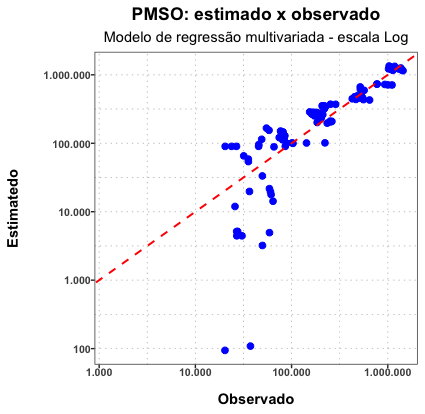 PMSO: estimado x observado
Modelo de regressão multivariada - escala Log
Estimatedo
1.000.000
100.000
10.000
1.000
100
1.000 10.000 100.000 1.000.000
Observado